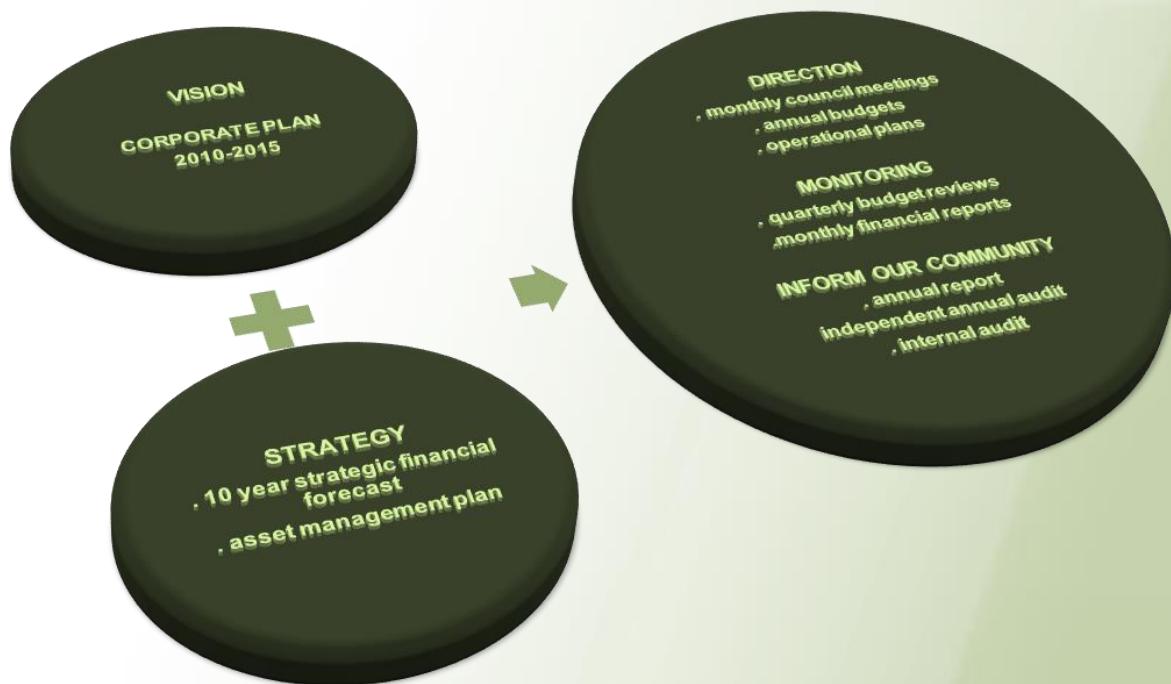 VISION
CORPORATE PLAN
2010-2015
STRATEGY
. 10 year strategic financial
forecast
. asset management plan
DIRECTION
. monthly council meetings
. annual budgets
. operational plans
MONITORING
. quarterly budget reviews
.monthly financial reports
INFORM OUR COMMUNITY
. annual report
independent annual audit
. internal audit